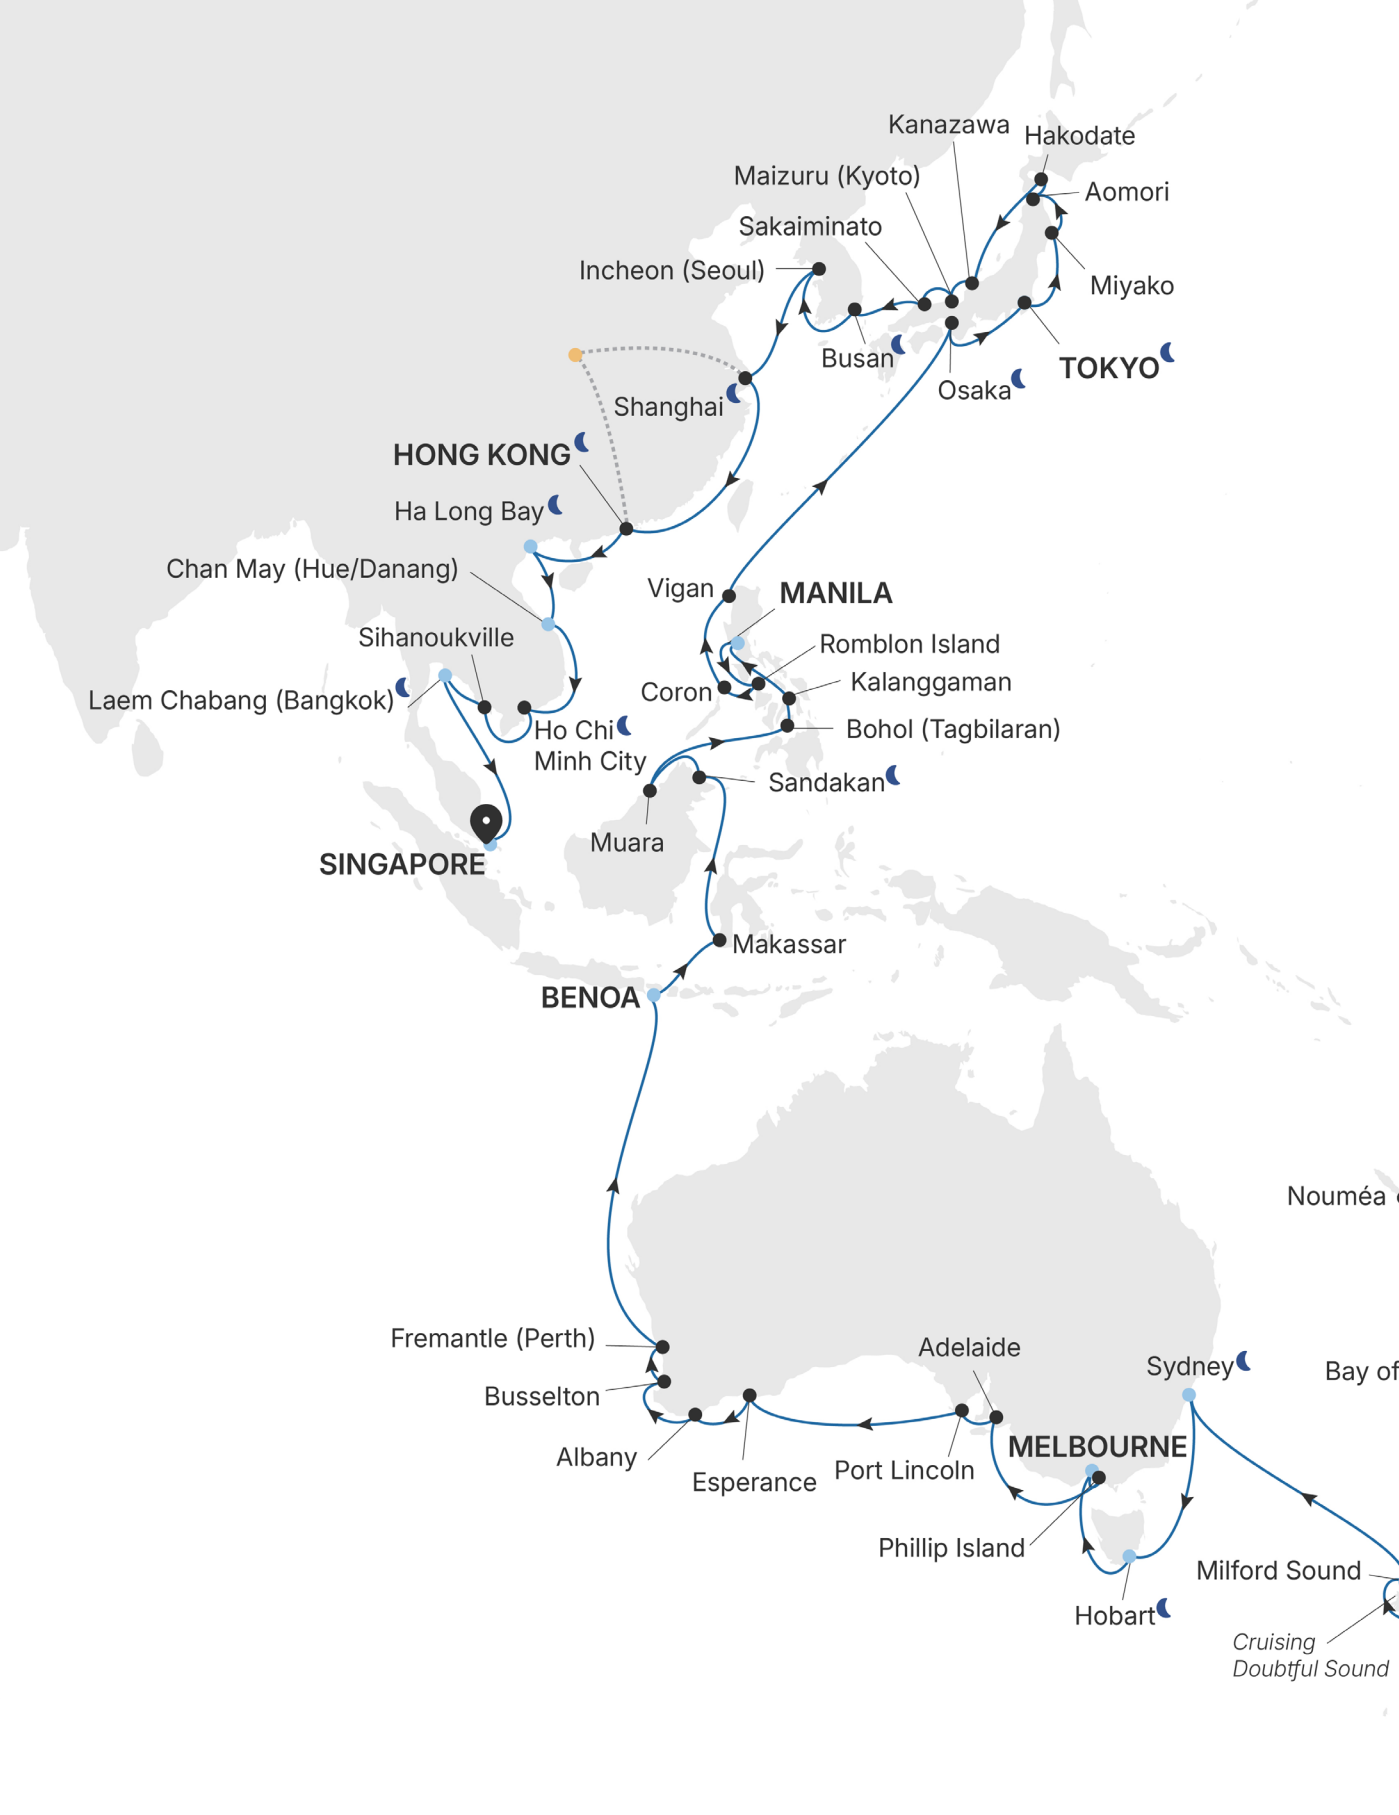 Kanazawa
Hakodate
Maizuru (Kyoto)
Aomori
Sakaiminato
Incheon (Seoul)
Miyako
Busan
TOKYO
Osaka
Shanghai
HONG KONG
Ha Long Bay
Chan May (Hue/Danang)
Vigan
MANILA
Sihanoukville
Romblon Island
Kalanggaman
Coron
Laem Chabang (Bangkok)
Bohol (Tagbilaran)
Ho Chi
Minh City
Sandakan
Muara
SINGAPORE
Makassar
BENOA
Nouméa
Fremantle (Perth)
Adelaide
Sydney
Bay of
Busselton
MELBOURNE
Albany
Port Lincoln
Esperance
Phillip Island
Milford Sound
Hobart
Cruising
Doubtful Sound